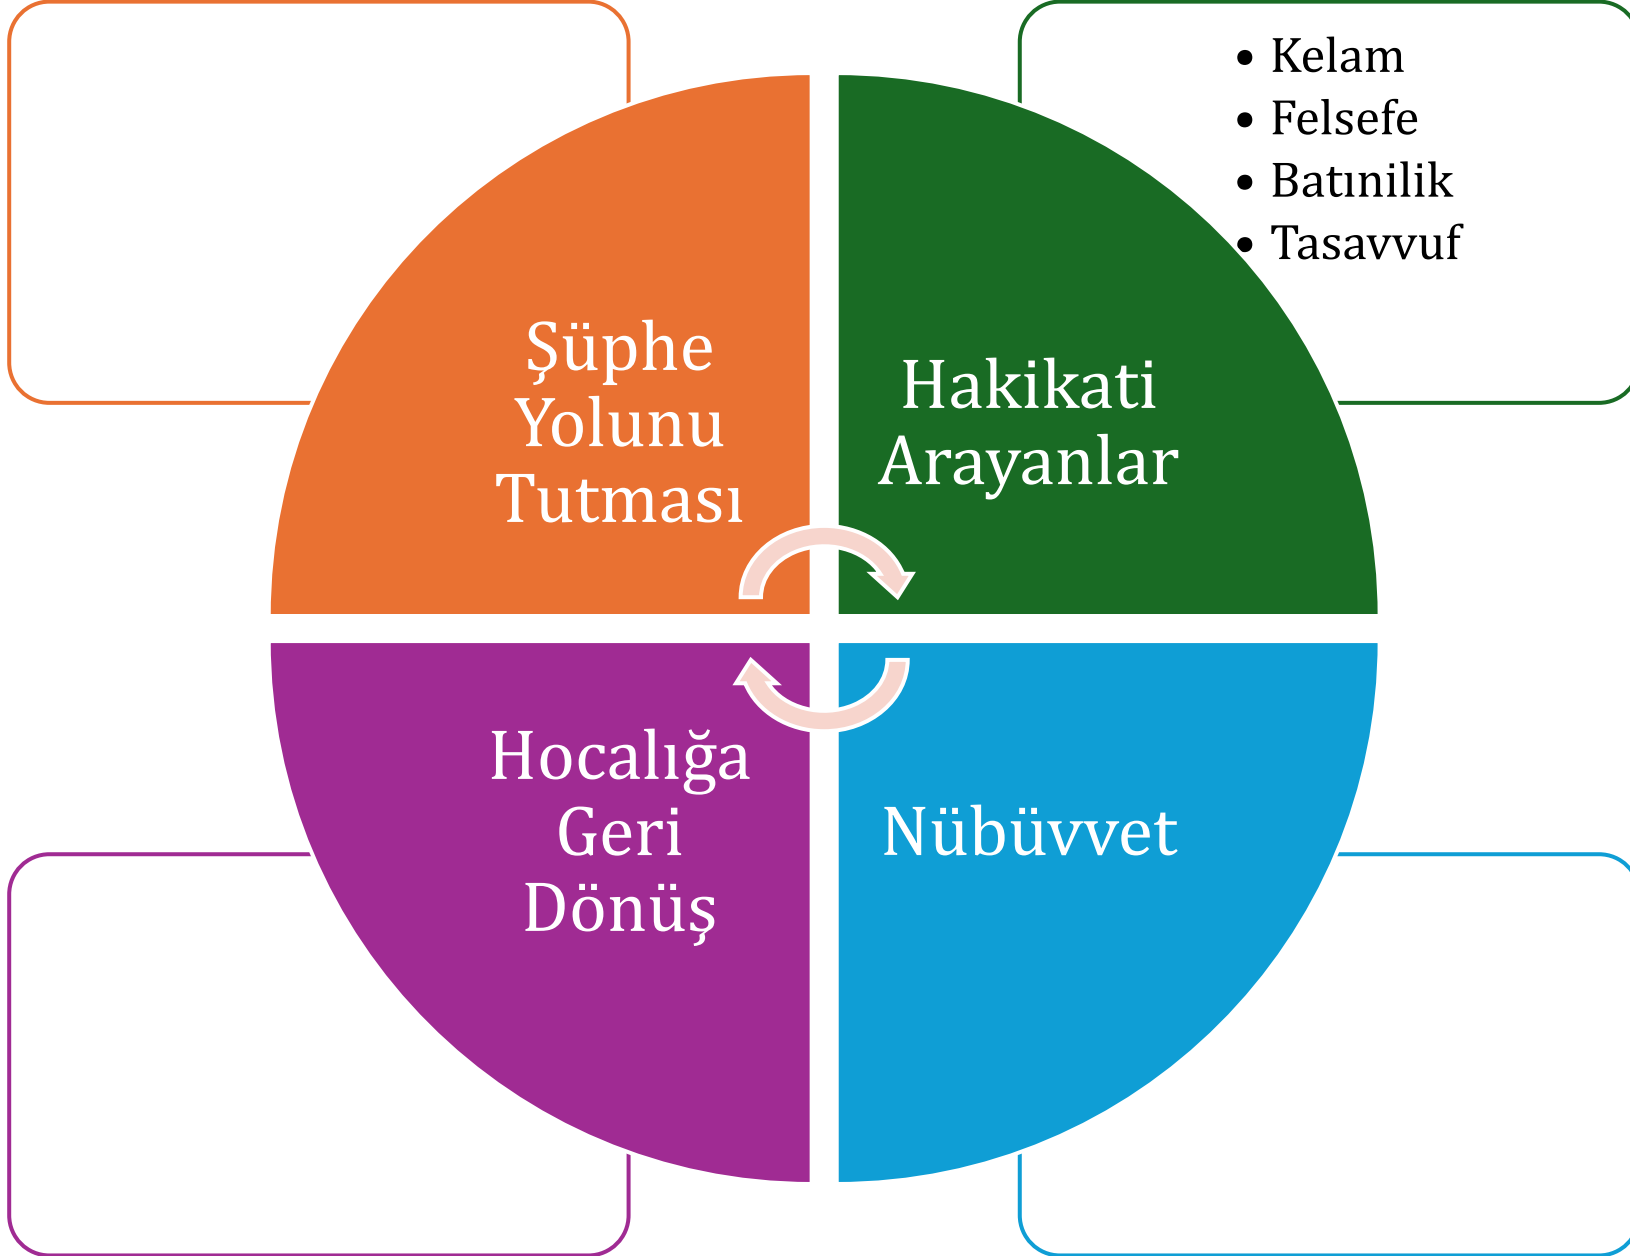 Şüphe
Yolunu
Tutması
Hakikati
Arayanlar
• Kelam
• Felsefe
• Batınilik
• Tasavvuf
Hocalığa
Geri
Dönüş
Nübüvvet